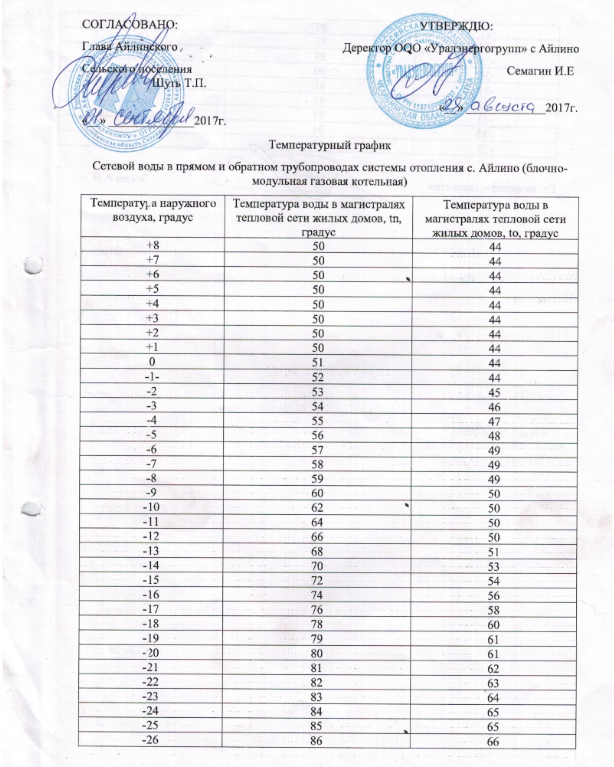 СОГЛАСОВАНО: УТВЕРЖДЮ:
Глава Айлинского Директор ООО «Уралэнергогрупп» с Айлино
Сельского поселения Семагин И.Е
Шуть Т.П.
« » сентября 2017г. «28» августа 2017г.
Температурный график
Сетевой воды в прямом и обратном трубопроводах системы отопления с. Айлино (блочно-
модульная газовая котельная)
Температура наружного воздуха, градус | Температура воды в магистралях тепловой сети жилых домов, tп, градус | Температура воды в магистралях тепловой сети жилых домов, to, градус
+8 50 44
+7 50 44
+6 50 44
+5 50 44
+4 50 44
+3 50 44
+2 50 44
+1 50 44
0 51 44
-1- 52 44
-2 53 45
-3 54 46
-4 55 47
-5 56 48
-6 57 49
-7 58 49
-8 59 49
-9 60 50
-10 62 50
-11 64 50
-12 66 50
-13 68 51
-14 70 53
-15 72 54
-16 74 56
-17 76 58
-18 78 60
-19 79 61
-20 80 61
-21 81 62
-22 82 63
-23 83 64
-24 84 65
-25 85 65
-26 86 66